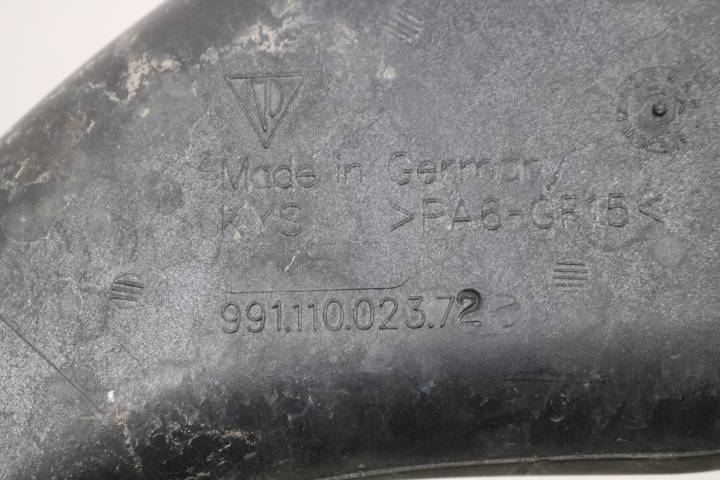 Made in Germany
KYS >PA6-GF15<
991.110.023.72